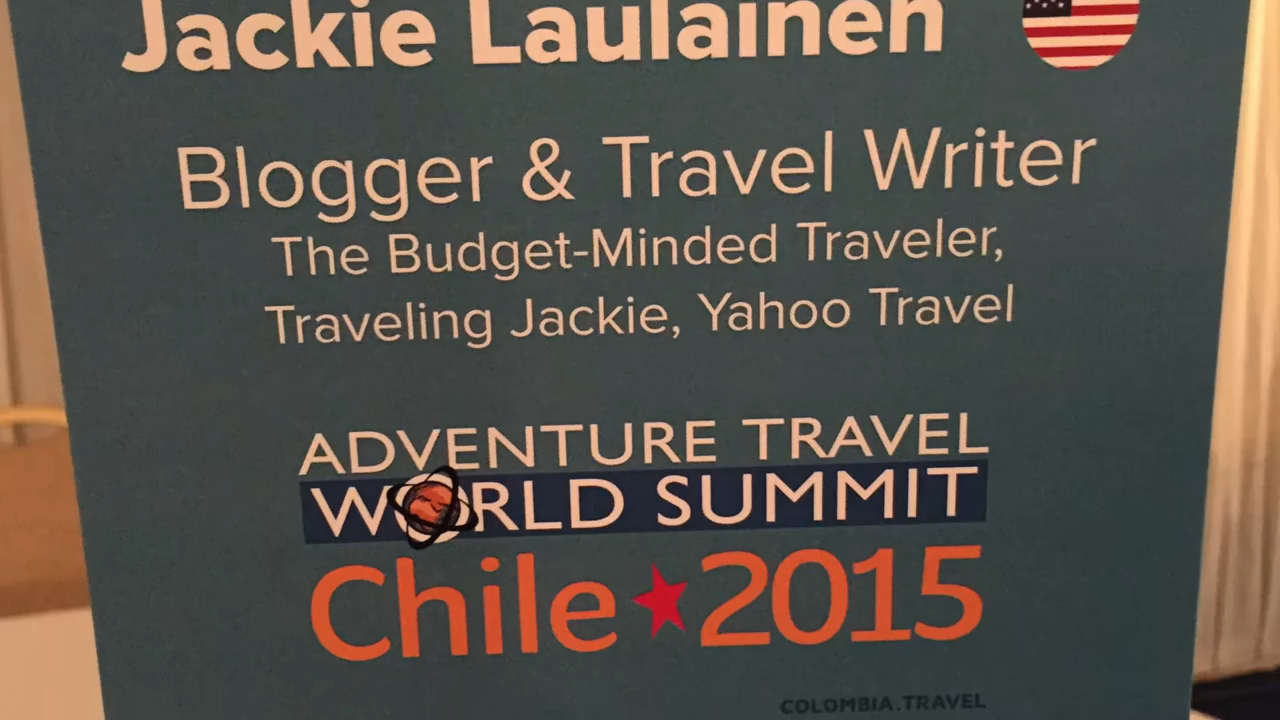 Jackie Laulainen
Blogger & Travel Writer
The Budget-Minded Traveler,
Traveling Jackie, Yahoo Travel
ADVENTURE TRAVEL
WORLD SUMMIT
Chile★2015
COLOMBIA.TRAVEL